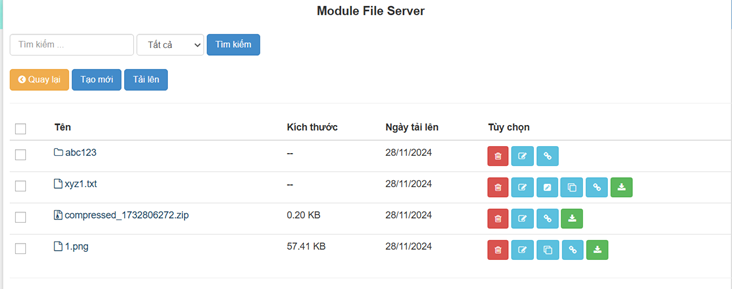 Module File Server
Tìm kiếm ... Tất cả Tìm kiếm
Quay lại Tạo mới Tải lên
Tên Kích thước Ngày tải lên Tùy chọn
abc123 -- 28/11/2024
xyz1.txt -- 28/11/2024
compressed_1732806272.zip 0.20 KB 28/11/2024
1.png 57.41 KB 28/11/2024